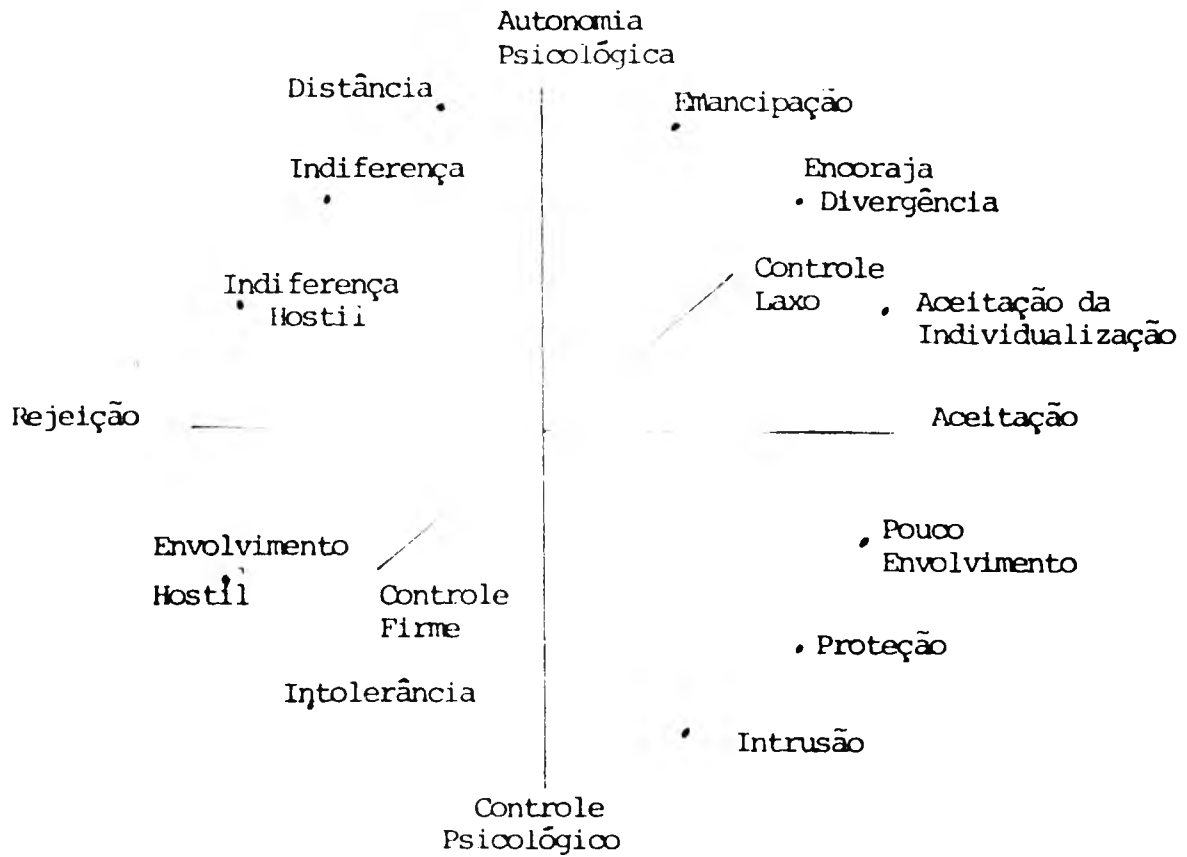 Autonomia
Psicológica
Distância
Emancipação
Indiferença
Encoraja
Divergência
Controle
Laxo
Indiferença
Hostil
Aceitação da
Individualização
Rejeição
Aceitação
Envolvimento
Hostil
Pouco
Envolvimento
Controle
Firme
Proteção
Intolerância
Intrusão
Controle
Psicológico